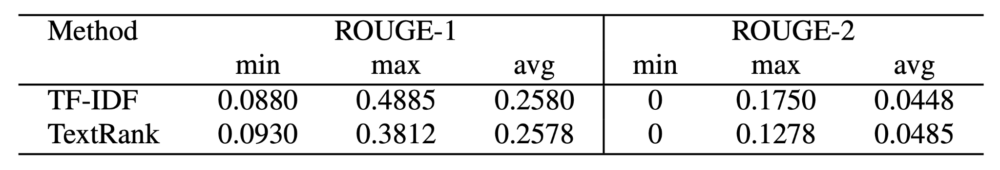 Method ROUGE-1 ROUGE-2
min max avg min max avg
TF-IDF 0.0880 0.4885 0.2580 0 0.1750 0.0448
TextRank 0.0930 0.3812 0.2578 0 0.1278 0.0485